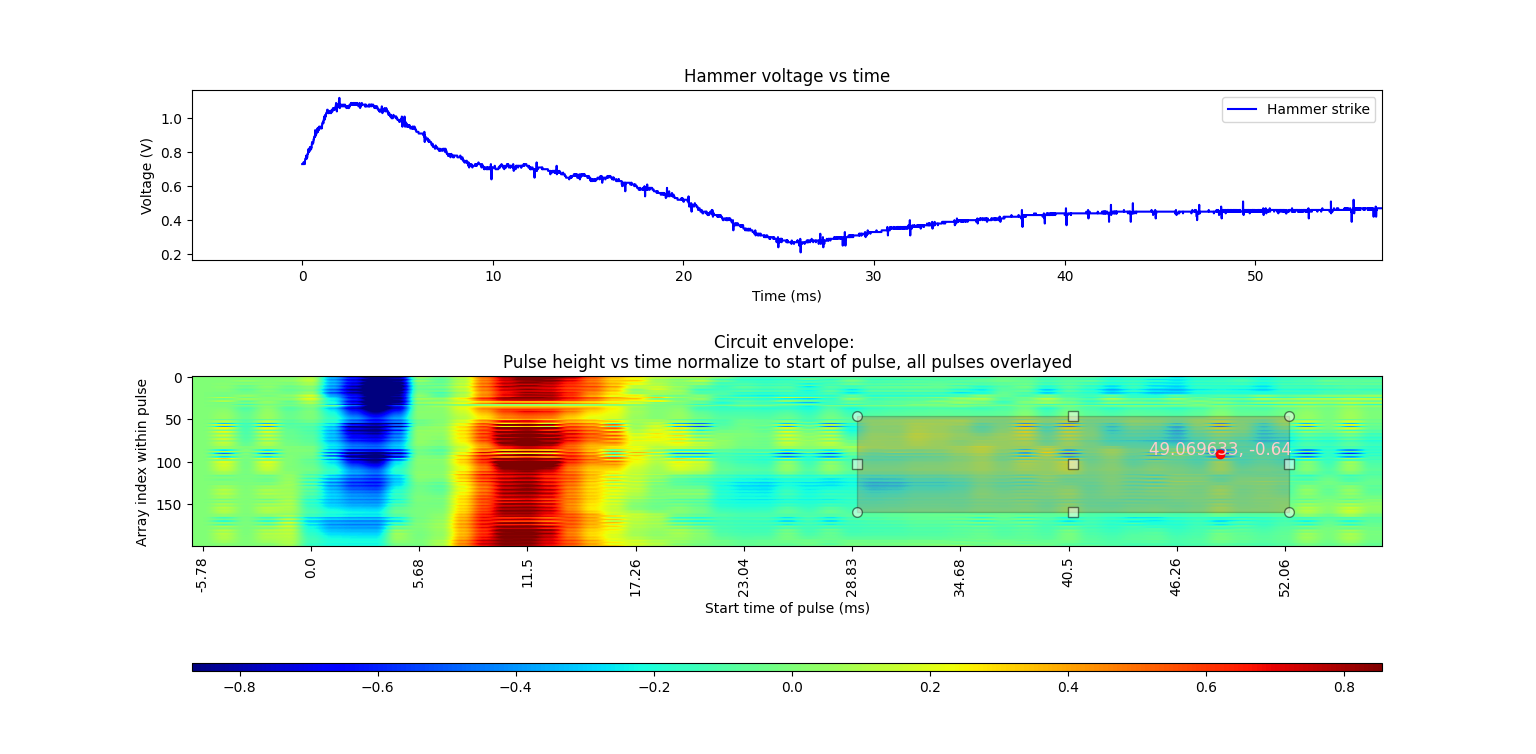 Hammer voltage vs time
Hammer strike
Voltage (V)
1.0
0.8
0.6
0.4
0.2
0 10 20 30 40 50
Time (ms)
Circuit envelope:
Pulse height vs time normalize to start of pulse, all pulses overlayed
Array index within pulse
0
50
100
150
49.069633, -0.64
-5.78 0.0 5.68 11.5 17.26 23.04 28.83 34.68 40.5 46.26 52.06
Start time of pulse (ms)
−0.8 −0.6 −0.4 −0.2 0.0 0.2 0.4 0.6 0.8